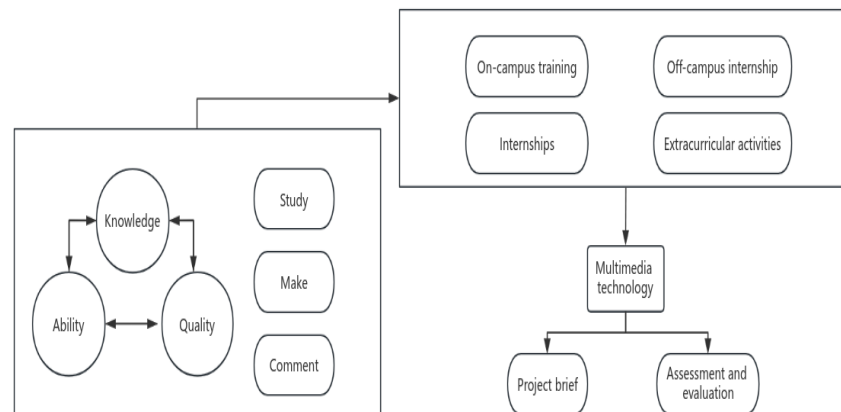 On-campus training
Off-campus internship
Internships
Extracurricular activities
Knowledge
Study
Make
Ability
Quality
Comment
Multimedia
technology
Project brief
Assessment and
evaluation